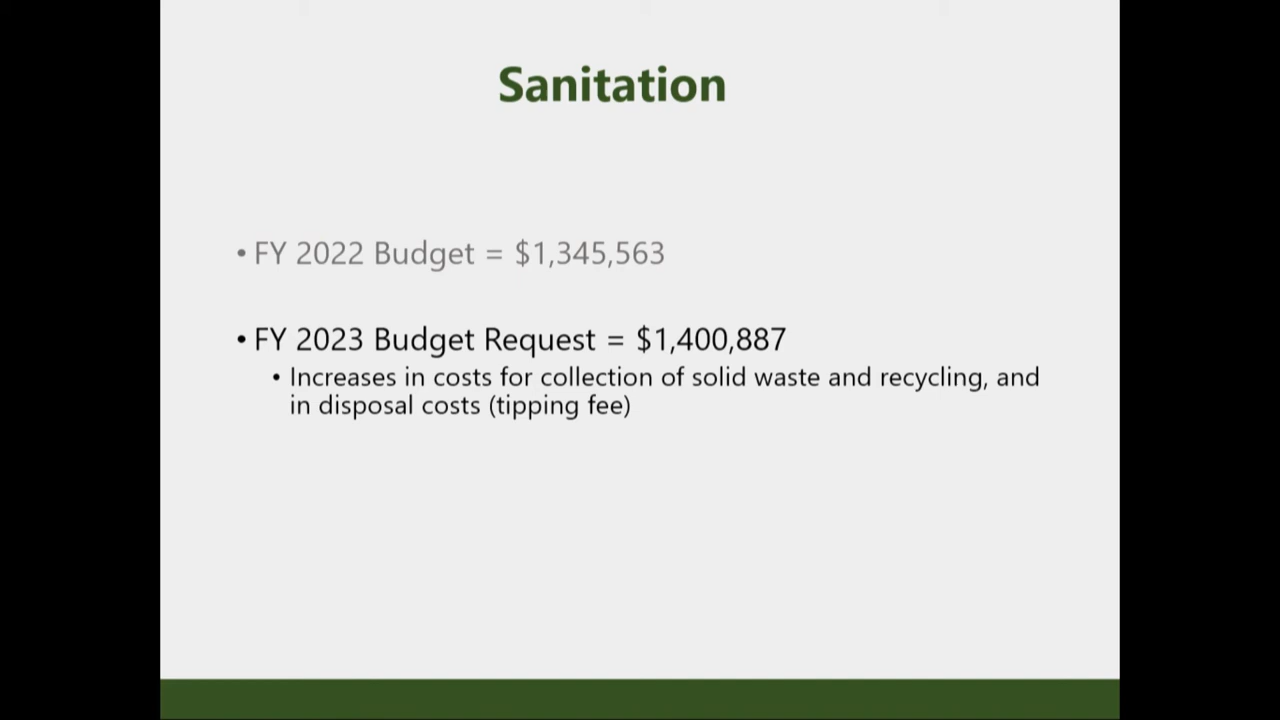 Sanitation
• FY 2022 Budget = $1,345,563
• FY 2023 Budget Request = $1,400,887
• Increases in costs for collection of solid waste and recycling, and
in disposal costs (tipping fee)